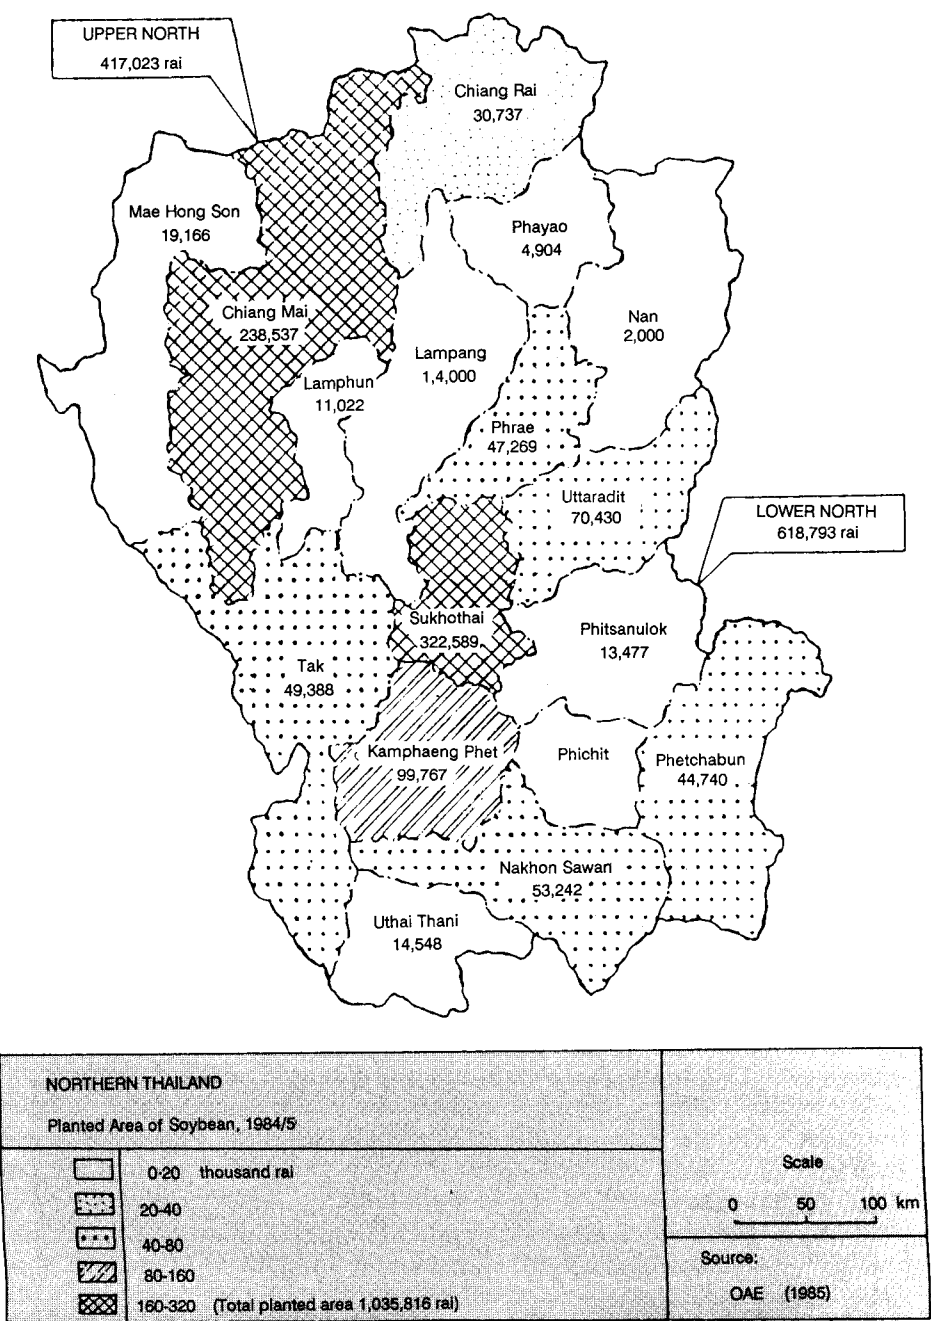 UPPER NORTH
417,023 rai
Chiang Rai
30,737
Mae Hong Son
19,166
Phayao
4,904
Chiang Mai
238,537
Nan
2,000
Lampang
1,4,000
Lamphun
11,022
Phrae
47,269
Uttaradit
70,430
LOWER NORTH
618,793 rai
Sukhothai
322,589
Phitsanulok
13,477
Tak
49,388
Kamphaeng Phet
99,767
Phichit
Phetchabun
44,740
Nakhon Sawan
53,242
Uthai Thani
14,548
NORTHERN THAILAND
Planted Area of Soybean, 1984/5
0-20 thousand rai
20-40
40-80
80-160
160-320 (Total planted area 1,035,816 rai)
Scale
0 50 100 km
Source:
OAE (1985)